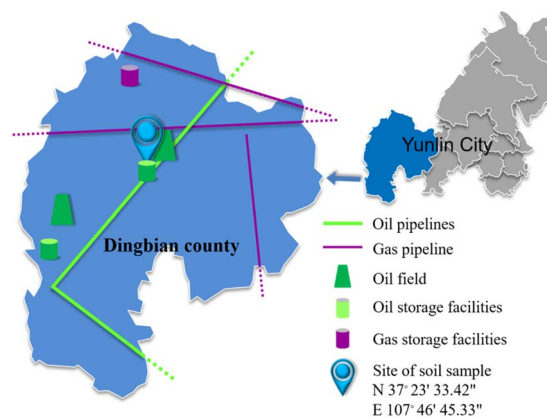 Yunlin City
Dingbian county
Oil pipelines
Gas pipeline
Oil field
Oil storage facilities
Gas storage facilities
Site of soil sample
N 37° 23' 33.42"
E 107° 46' 45.33"